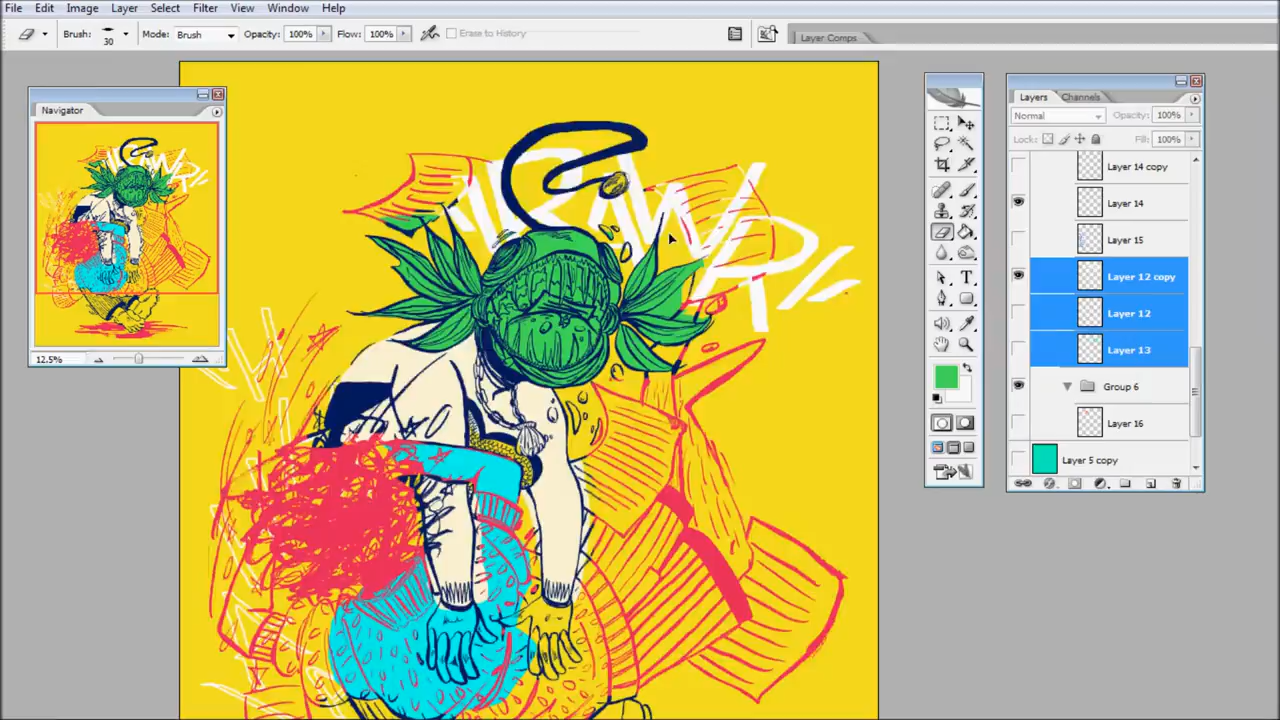 File Edit Image Layer Select Filter View Window Help
Brush: 30 Mode: Brush Opacity: 100% Flow: 100% Erase to History Layer Comps
Navigator
12.5%
Layers Channels
Normal Opacity: 100%
Lock: Fill: 100%
Layer 14 copy
Layer 14
Layer 15
Layer 12 copy
Layer 12
Layer 13
Group 6
Layer 16
Layer 5 copy